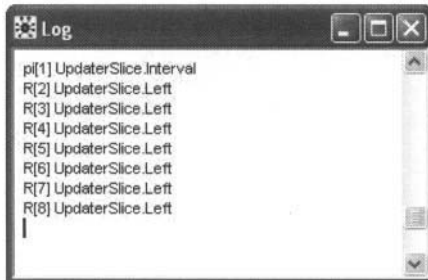 Log
pi[1] UpdaterSlice.Interval
R[2] UpdaterSlice.Left
R[3] UpdaterSlice.Left
R[4] UpdaterSlice.Left
R[5] UpdaterSlice.Left
R[6] UpdaterSlice.Left
R[7] UpdaterSlice.Left
R[8] UpdaterSlice.Left